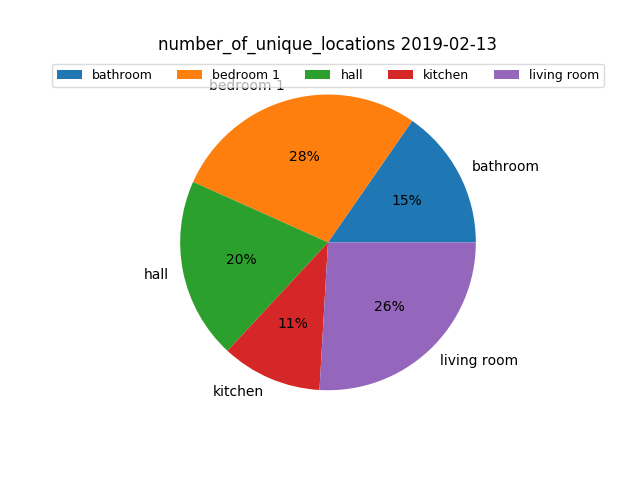 number_of_unique_locations 2019-02-13
bathroom bedroom 1 hall kitchen living room
bedroom 1
28%
bathroom
15%
20%
hall
26%
11%
living room
kitchen